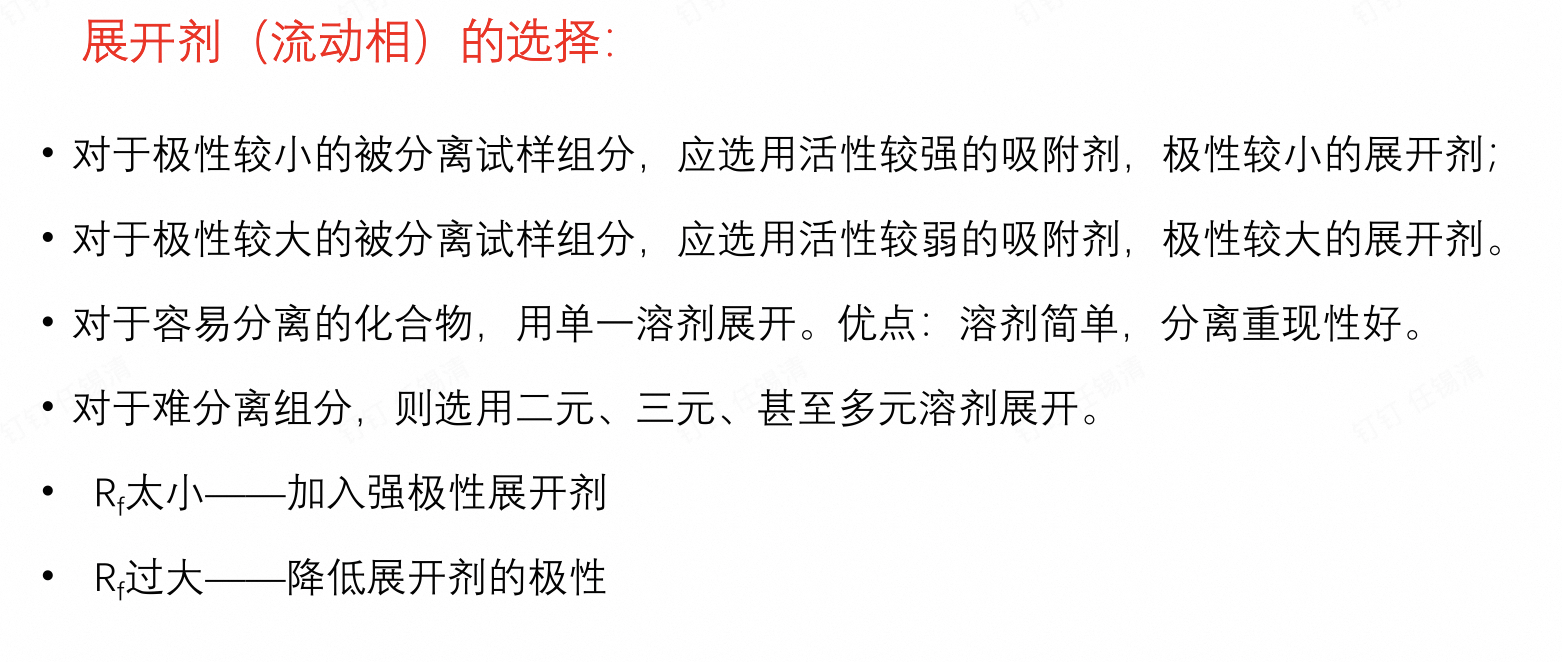 展开剂（流动相）的选择：
• 对于极性较小的被分离试样组分，应选用活性较强的吸附剂，极性较小的展开剂；
• 对于极性较大的被分离试样组分，应选用活性较弱的吸附剂，极性较大的展开剂。
• 对于容易分离的化合物，用单一溶剂展开。优点：溶剂简单，分离重现性好。
• 对于难分离组分，则选用二元、三元、甚至多元溶剂展开。
• Rf太小——加入强极性展开剂
• Rf过大——降低展开剂的极性